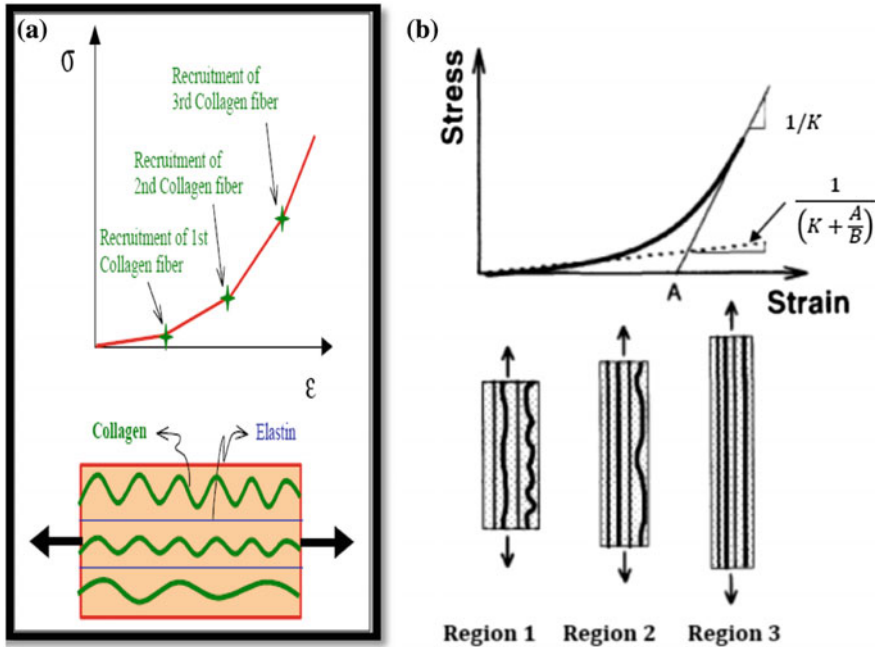 (a)
σ
Recruitment of
3rd Collagen fiber
Recruitment of
2nd Collagen fiber
Recruitment of 1st
Collagen fiber
ε
Collagen
Elastin
(b)
Stress
1/K
1
(K + A/B)
A
Strain
Region 1 Region 2 Region 3